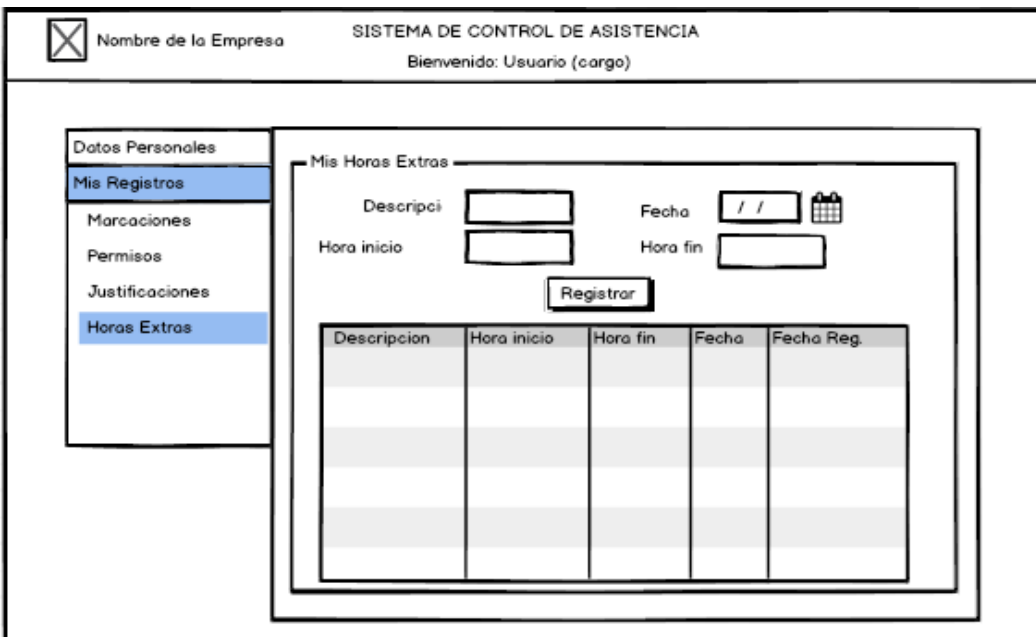 Nombre de la Empresa
SISTEMA DE CONTROL DE ASISTENCIA
Bienvenido: Usuario (cargo)
Datos Personales
Mis Registros
Marcaciones
Permisos
Justificaciones
Horas Extras
Mis Horas Extras
Descripci
Fecha / /
Hora inicio
Hora fin
Registrar
Descripcion Hora inicio Hora fin Fecha Fecha Reg.